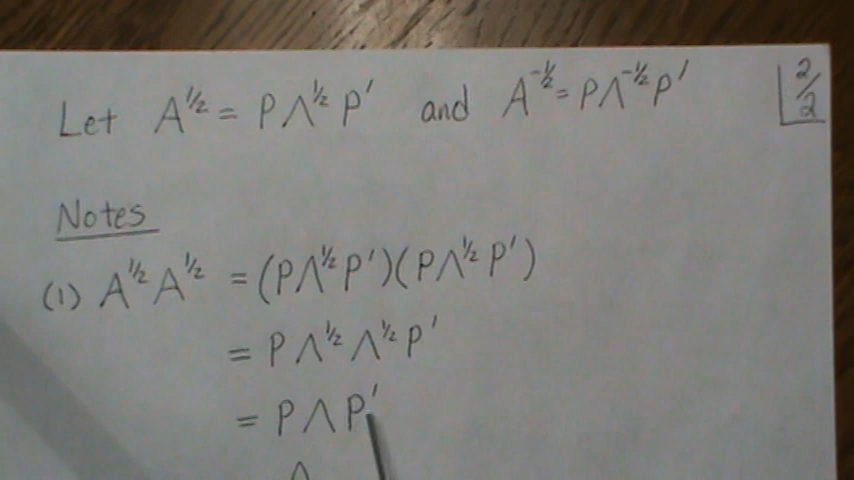 Let A^{1/2} = PΛ^{1/2}P' and A^{-1/2} = PΛ^{-1/2}P'
2/2
Notes
(1) A^{1/2}A^{1/2} = (PΛ^{1/2}P')(PΛ^{1/2}P')
= PΛ^{1/2}Λ^{1/2}P'
= PΛP'